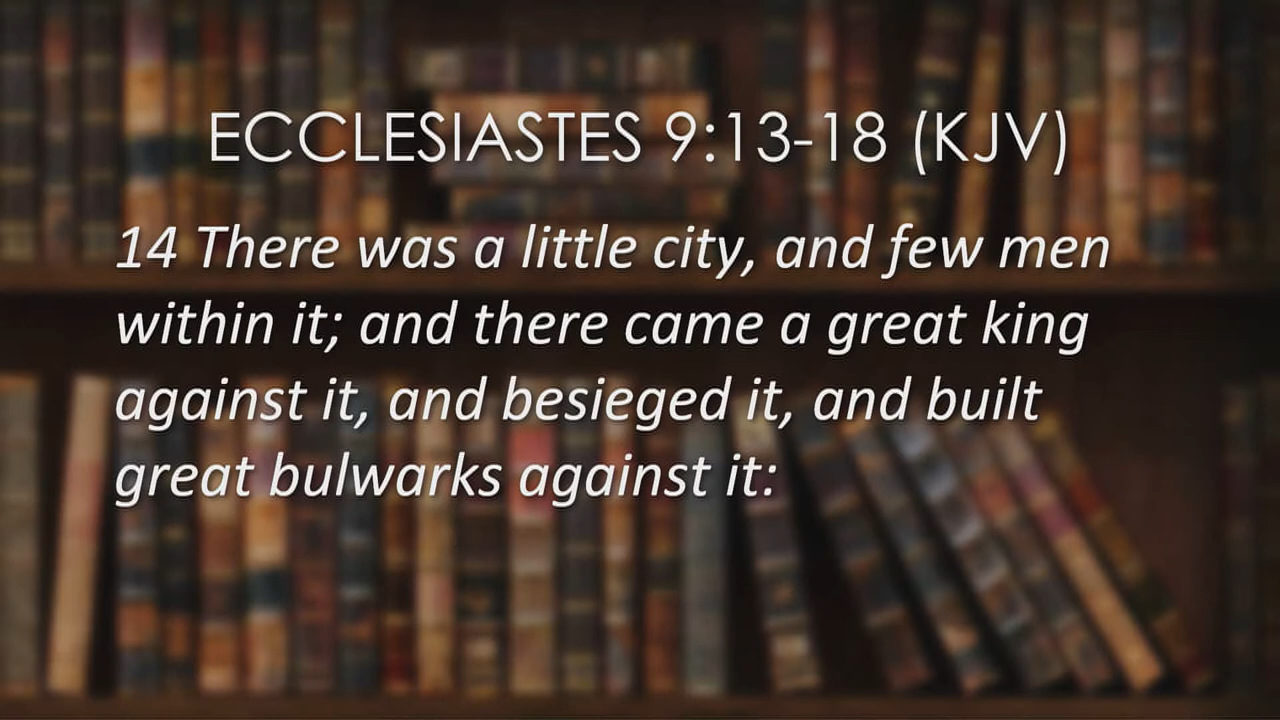 ECCLESIASTES 9:13-18 (KJV)
14 There was a little city, and few men
within it; and there came a great king
against it, and besieged it, and built
great bulwarks against it: